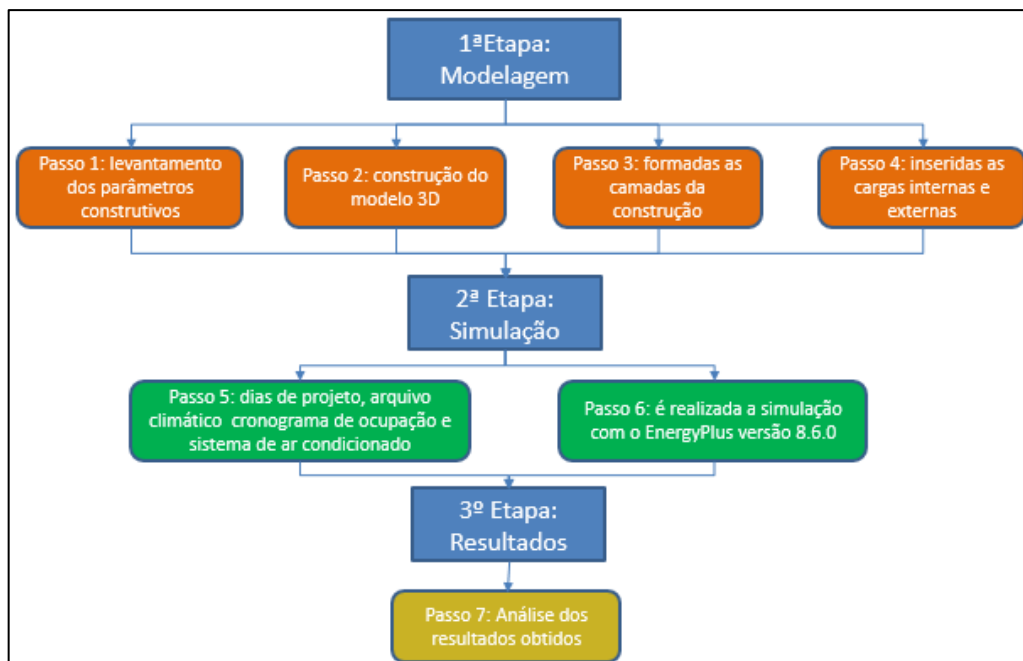 1ªEtapa:
Modelagem
Passo 1: levantamento
dos parâmetros
construtivos
Passo 2: construção do
modelo 3D
Passo 3: formadas as
camadas da
construção
Passo 4: inseridas as
cargas internas e
externas
2ª Etapa:
Simulação
Passo 5: dias de projeto, arquivo
climático cronograma de ocupação e
sistema de ar condicionado
Passo 6: é realizada a simulação
com o EnergyPlus versão 8.6.0
3º Etapa:
Resultados
Passo 7: Análise dos
resultados obtidos